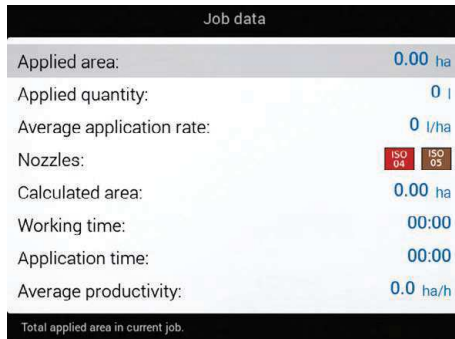 Job data
Applied area: 0.00 ha
Applied quantity: 0 l
Average application rate: 0 l/ha
Nozzles: ISO 04 ISO 05
Calculated area: 0.00 ha
Working time: 00:00
Application time: 00:00
Average productivity: 0.0 ha/h
Total applied area in current job.